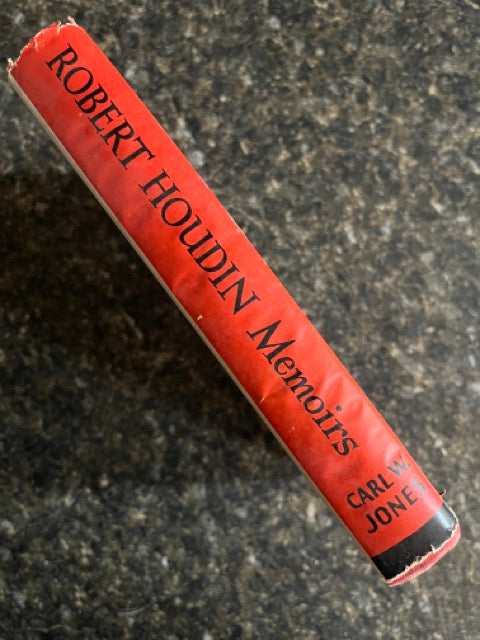 ROBERT HOUDIN Memoirs
CARL W.
JONES